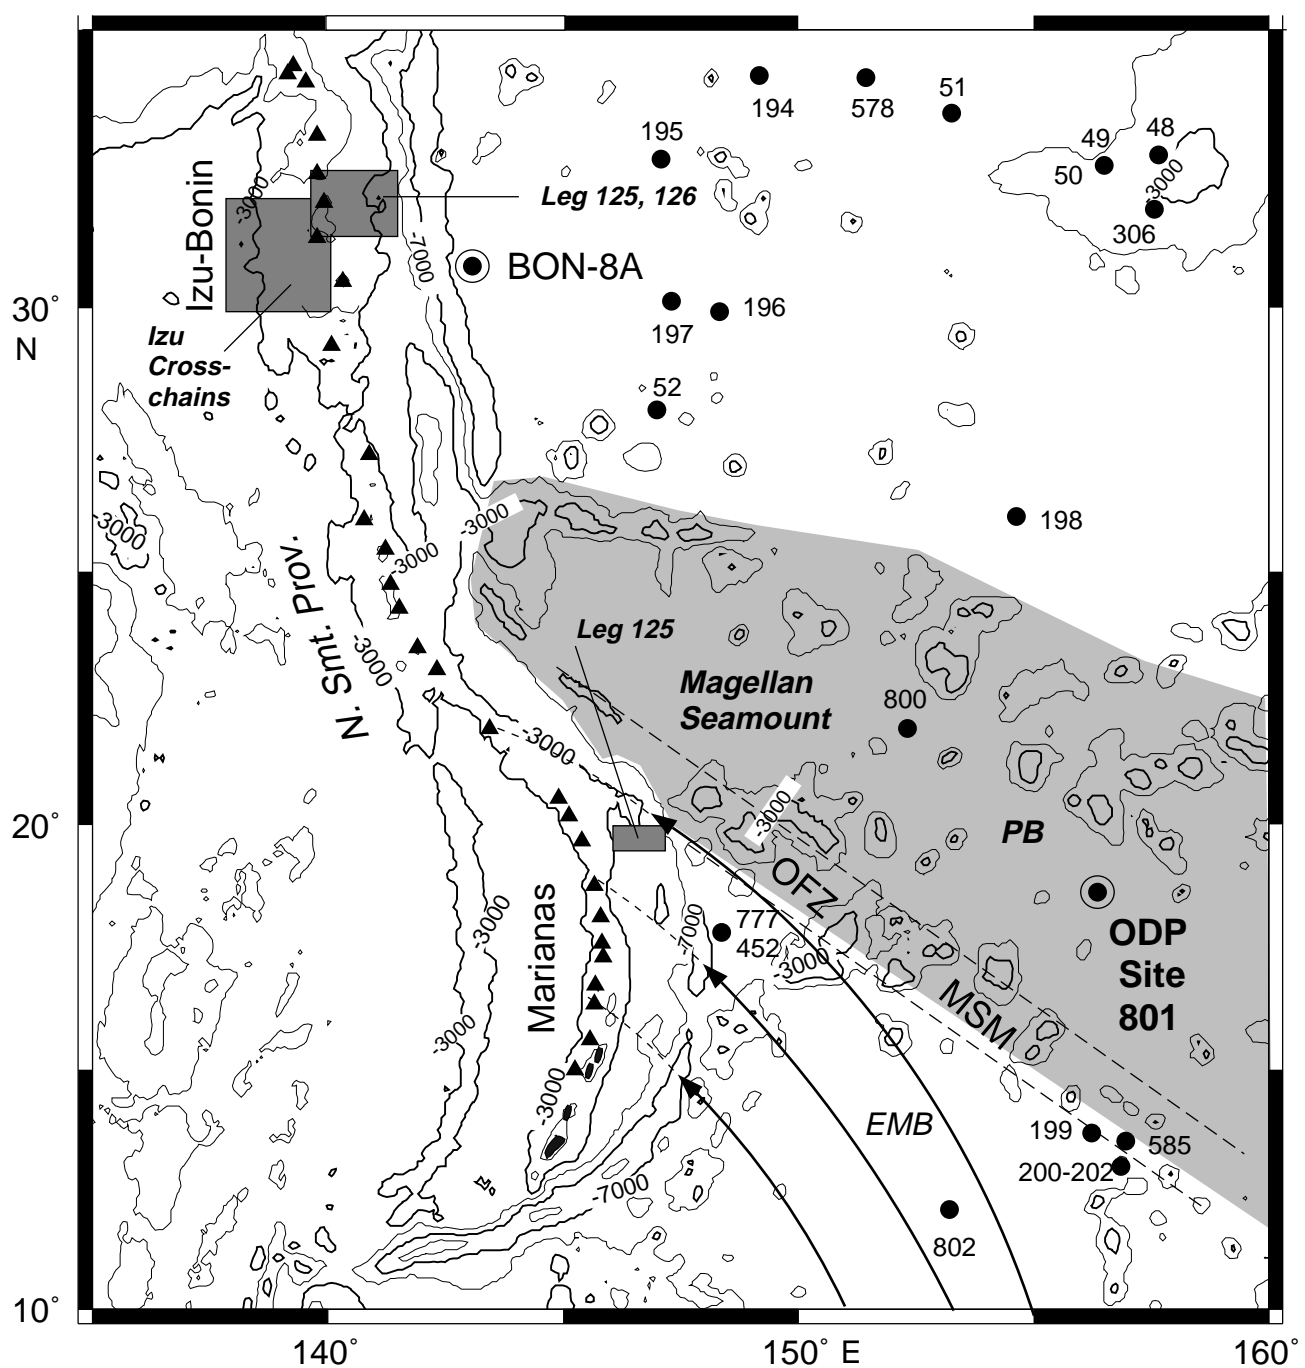 194
578
51
195
49
48
50
-3000
306
Izu-Bonin
-3000
Leg 125, 126
-7000
BON-8A
30°
N
197
196
Izu
Cross-
chains
52
-3000
-3000
198
-3000
N. Smt. Prov.
-3000
Leg 125
Magellan
Seamount
800
-3000
20°
-3000
PB
OFZ
Marianas
-3000
-7000
777
452
-3000
ODP
Site
801
MSM
-3000
-3000
EMB
199
585
200-202
-7000
802
10°
140°
150° E
160°